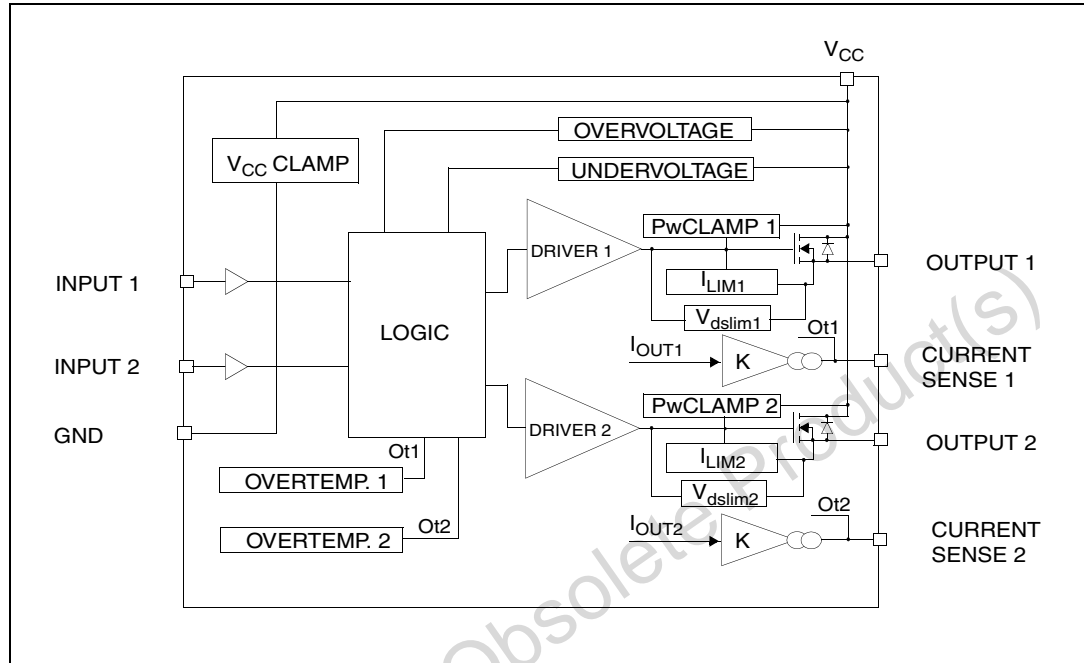 VCC
OVERVOLTAGE
VCC CLAMP
UNDERVOLTAGE
PwCLAMP 1
DRIVER 1
OUTPUT 1
INPUT 1
ILIM1
LOGIC
Vdslim1
Ot1
IOUT1
K
CURRENT
SENSE 1
INPUT 2
PwCLAMP 2
DRIVER 2
GND
OUTPUT 2
Ot1
ILIM2
OVERTEMP. 1
Vdslim2
Ot2
Ot2
IOUT2
K
OVERTEMP. 2
CURRENT
SENSE 2
Obsolete Product(s)